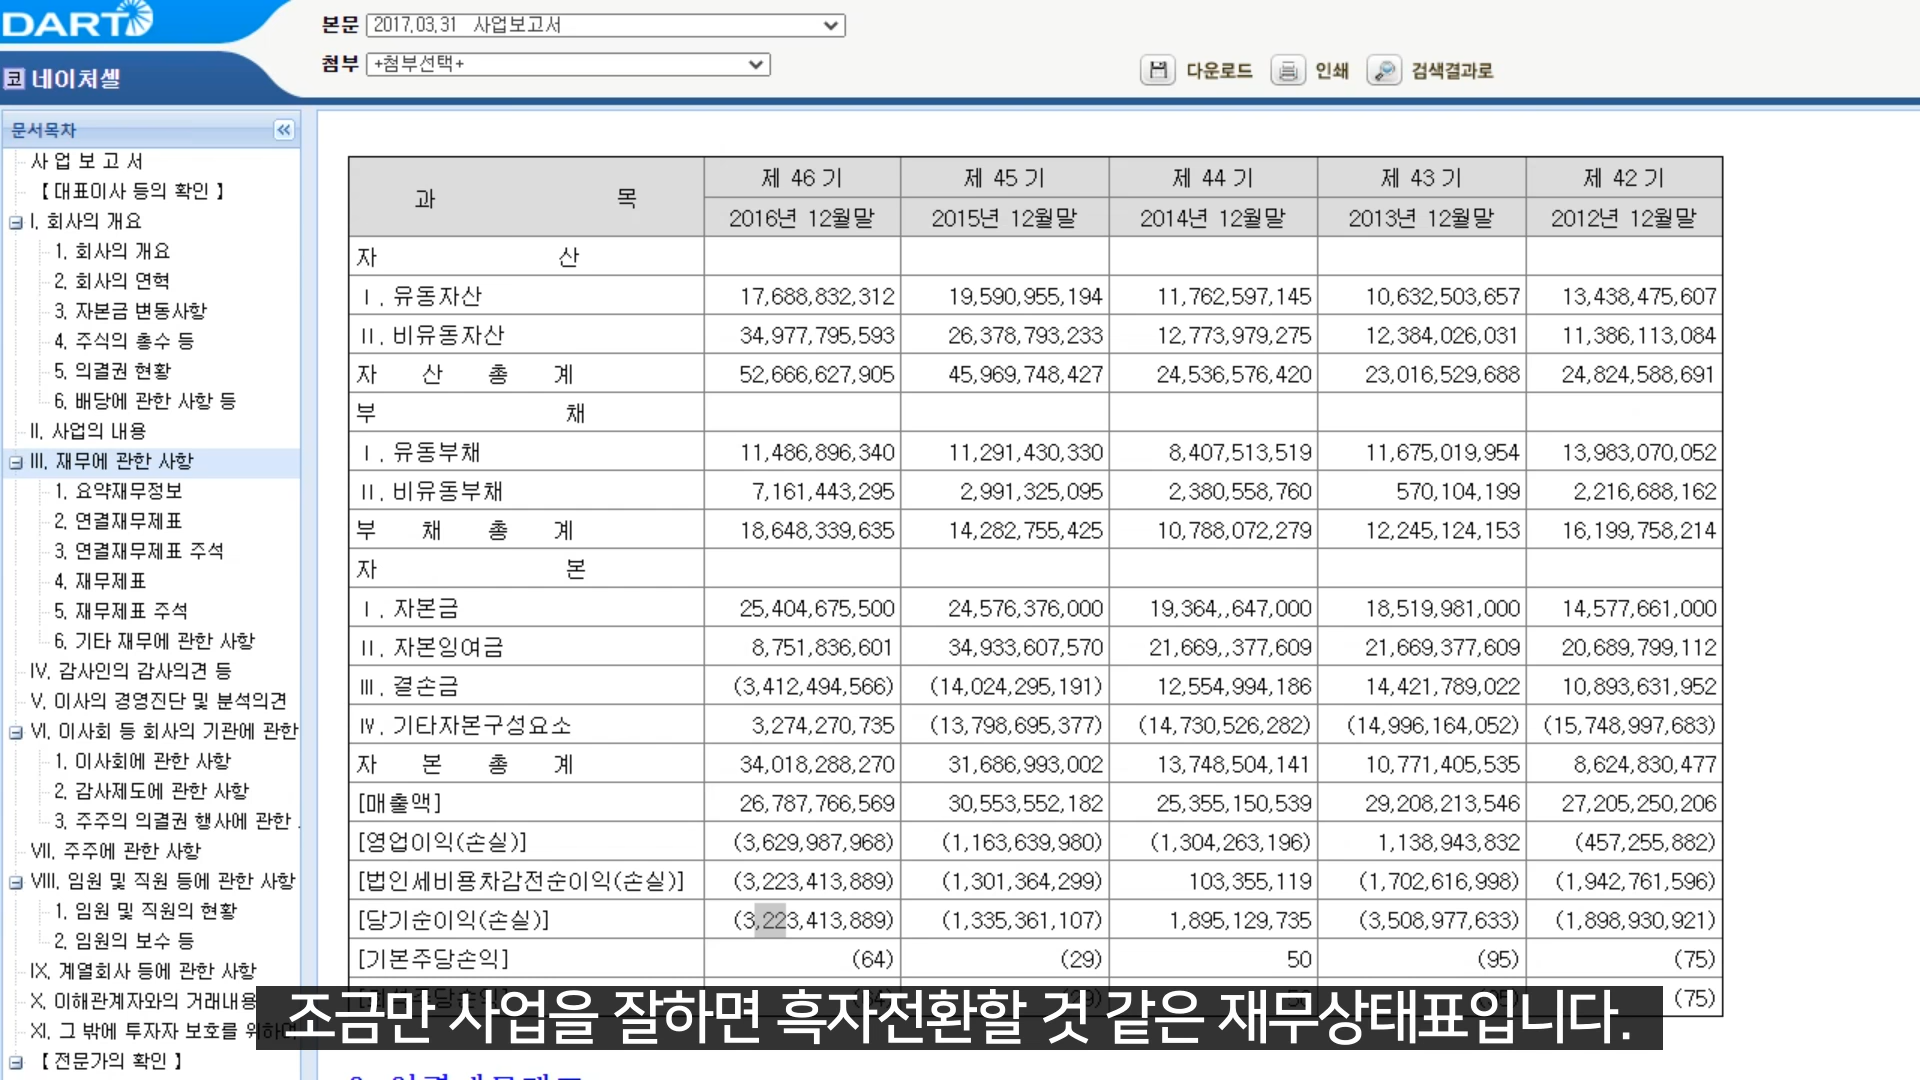 DART
본문 2017.03.31 사업보고서
첨부 +첨부선택+
다운로드 인쇄 검색결과로
코 네이처셀
문서목차
사 업 보 고 서
【 대표이사 등의 확인 】
I. 회사의 개요
1. 회사의 개요
2. 회사의 연혁
3. 자본금 변동사항
4. 주식의 총수 등
5. 의결권 현황
6. 배당에 관한 사항 등
II. 사업의 내용
III. 재무에 관한 사항
1. 요약재무정보
2. 연결재무제표
3. 연결재무제표 주석
4. 재무제표
5. 재무제표 주석
6. 기타 재무에 관한 사항
IV. 감사인의 감사의견 등
V. 이사의 경영진단 및 분석의견
VI. 이사회 등 회사의 기관에 관한
1. 이사회에 관한 사항
2. 감사제도에 관한 사항
3. 주주의 의결권 행사에 관한 .
VII. 주주에 관한 사항
VIII. 임원 및 직원 등에 관한 사항
1. 임원 및 직원의 현황
2. 임원의 보수 등
IX. 계열회사 등에 관한 사항
X. 이해관계자와의 거래내용
XI. 그 밖에 투자자 보호를 위하여
【 전문가의 확인 】
과 목 제 46 기 제 45 기 제 44 기 제 43 기 제 42 기
2016년 12월말 2015년 12월말 2014년 12월말 2013년 12월말 2012년 12월말
자 산
Ⅰ. 유동자산 17,688,832,312 19,590,955,194 11,762,597,145 10,632,503,657 13,438,475,607
Ⅱ. 비유동자산 34,977,795,593 26,378,793,233 12,773,979,275 12,384,026,031 11,386,113,084
자 산 총 계 52,666,627,905 45,969,748,427 24,536,576,420 23,016,529,688 24,824,588,691
부 채
Ⅰ. 유동부채 11,486,896,340 11,291,430,330 8,407,513,519 11,675,019,954 13,983,070,052
Ⅱ. 비유동부채 7,161,443,295 2,991,325,095 2,380,558,760 570,104,199 2,216,688,162
부 채 총 계 18,648,339,635 14,282,755,425 10,788,072,279 12,245,124,153 16,199,758,214
자 본
Ⅰ. 자본금 25,404,675,500 24,576,376,000 19,364,,647,000 18,519,981,000 14,577,661,000
Ⅱ. 자본잉여금 8,751,836,601 34,933,607,570 21,669,,377,609 21,669,377,609 20,689,799,112
Ⅲ. 결손금 (3,412,494,566) (14,024,295,191) 12,554,994,186 14,421,789,022 10,893,631,952
Ⅳ. 기타자본구성요소 3,274,270,735 (13,798,695,377) (14,730,526,282) (14,996,164,052) (15,748,997,683)
자 본 총 계 34,018,288,270 31,686,993,002 13,748,504,141 10,771,405,535 8,624,830,477
[매출액] 26,787,766,569 30,553,552,182 25,355,150,539 29,208,213,546 27,205,250,206
[영업이익(손실)] (3,629,987,968) (1,163,639,980) (1,304,263,196) 1,138,943,832 (457,255,882)
[법인세비용차감전순이익(손실)] (3,223,413,889) (1,301,364,299) 103,355,119 (1,702,616,998) (1,942,761,596)
[당기순이익(손실)] (3,223,413,889) (1,335,361,107) 1,895,129,735 (3,508,977,633) (1,898,930,921)
[기본주당손익] (64) (29) 50 (95) (75)
(75)
조금만 사업을 잘하면 흑자전환할 것 같은 재무상태표입니다.